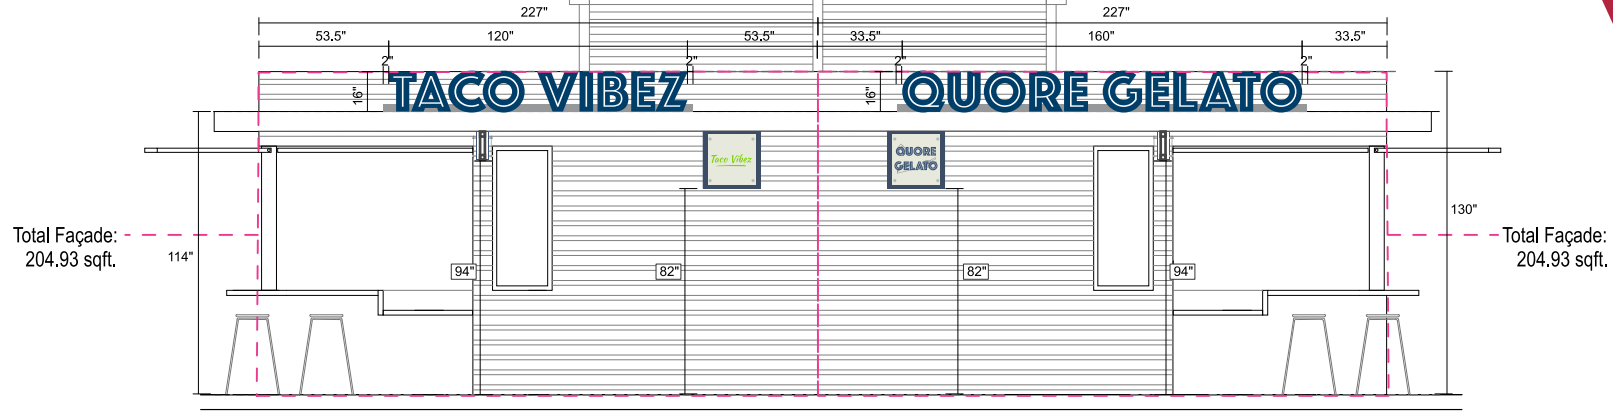 227"
227"
53.5"
120"
53.5"
33.5"
160"
33.5"
2"
2"
2"
2"
16"
TACO VIBEZ
16"
QUORE GELATO
Taco Vibez
QUORE
GELATO
Total Façade:
204.93 sqft.
114"
94"
82"
82"
94"
130"
Total Façade:
204.93 sqft.